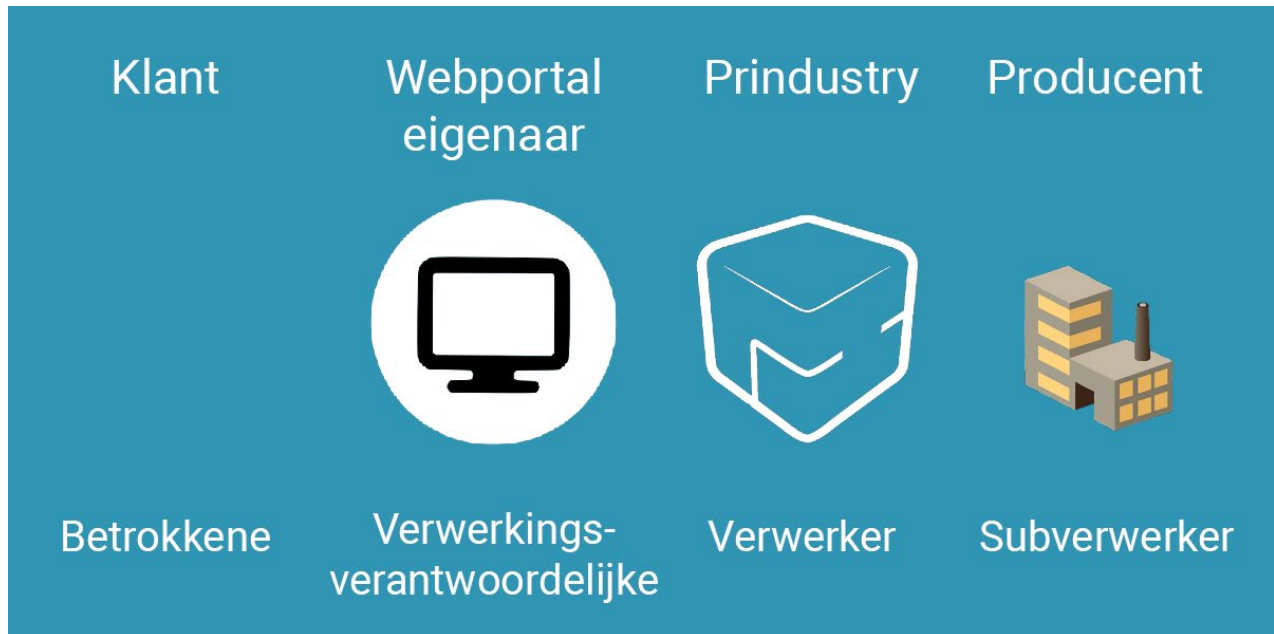 Klant
Webportal
eigenaar
Prindustry
Producent
Betrokkene
Verwerkings-
verantwoordelijke
Verwerker
Subverwerker